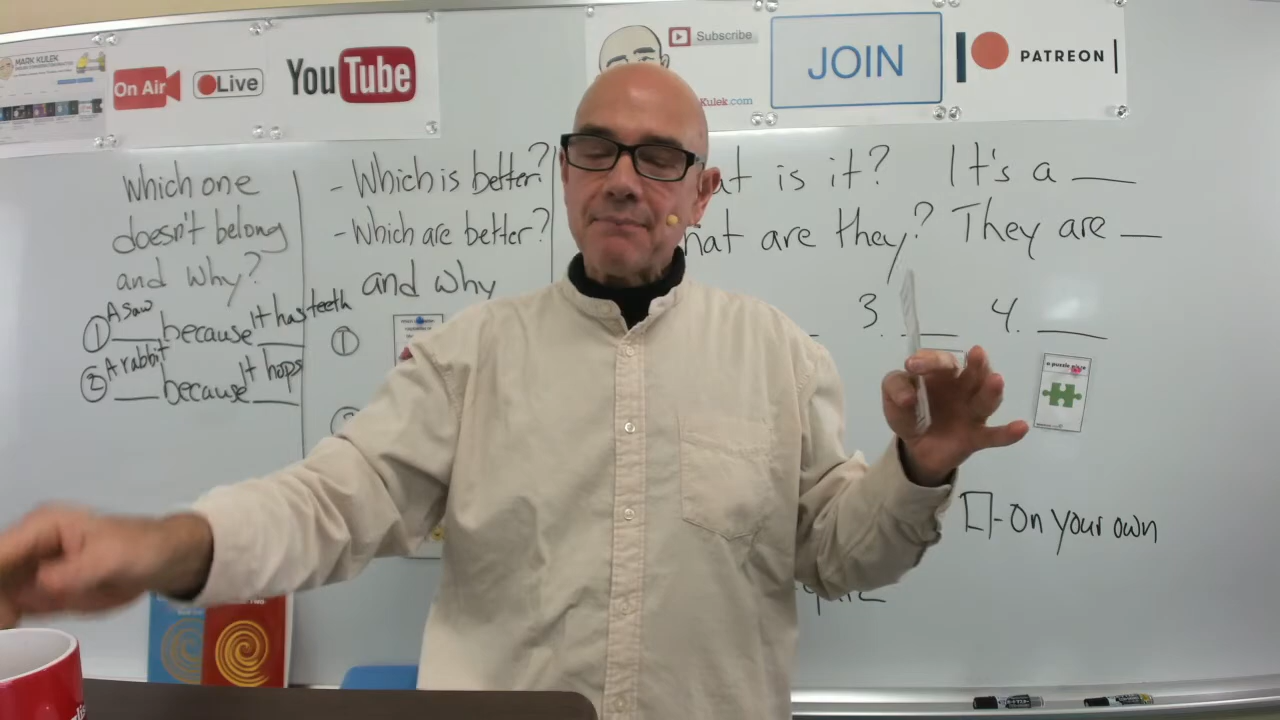 MARK KULEK
On Air
Live
YouTube
Subscribe
Kulek.com
JOIN
PATREON
Which one
doesn't belong
and why?
① A saw because It has teeth
② A rabbit because It hops
- Which is better?
- Which are better?
and why
①
at is it? It's a
hat are they? They are
3.
4.
a puzzle piece
- On your own